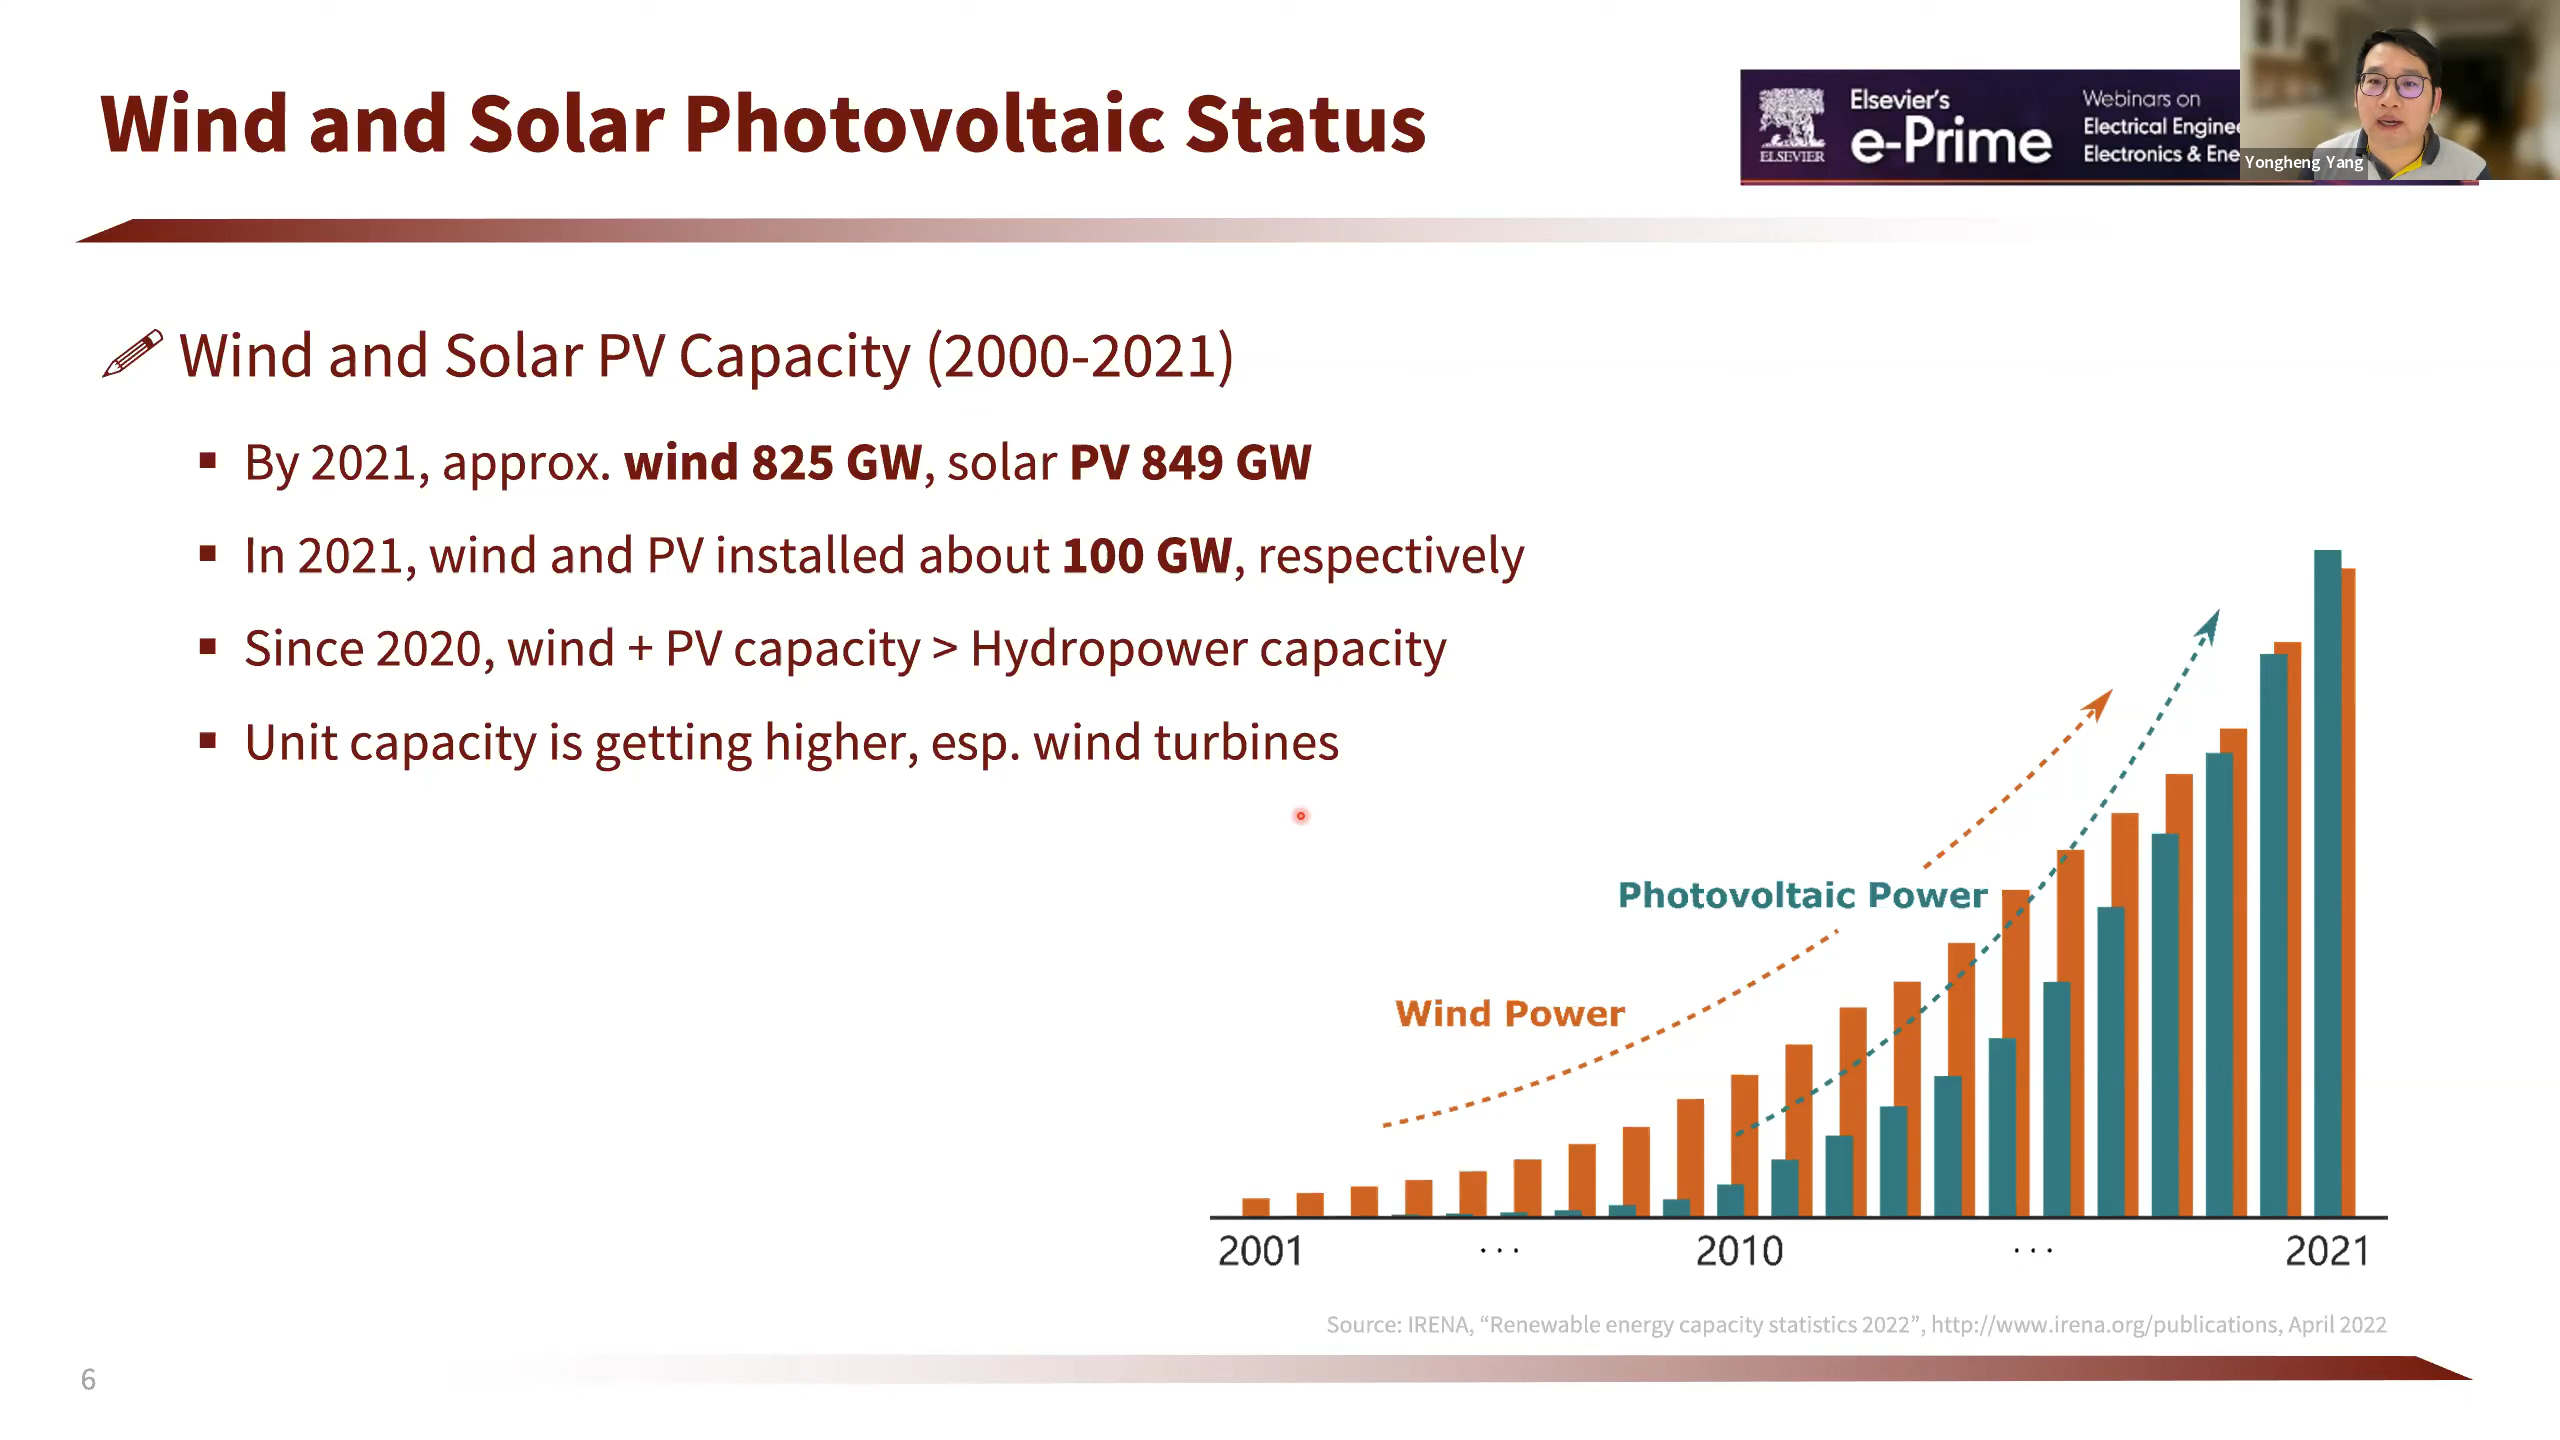 Wind and Solar Photovoltaic Status
ELSEVIER
Elsevier's
e-Prime
Webinars on
Electrical Enginee
Electronics & Ene
Yongheng Yang
Wind and Solar PV Capacity (2000-2021)
▪ By 2021, approx. wind 825 GW, solar PV 849 GW
▪ In 2021, wind and PV installed about 100 GW, respectively
▪ Since 2020, wind + PV capacity > Hydropower capacity
▪ Unit capacity is getting higher, esp. wind turbines
Photovoltaic Power
Wind Power
2001 ... 2010 ... 2021
Source: IRENA, “Renewable energy capacity statistics 2022”, http://www.irena.org/publications, April 2022
6